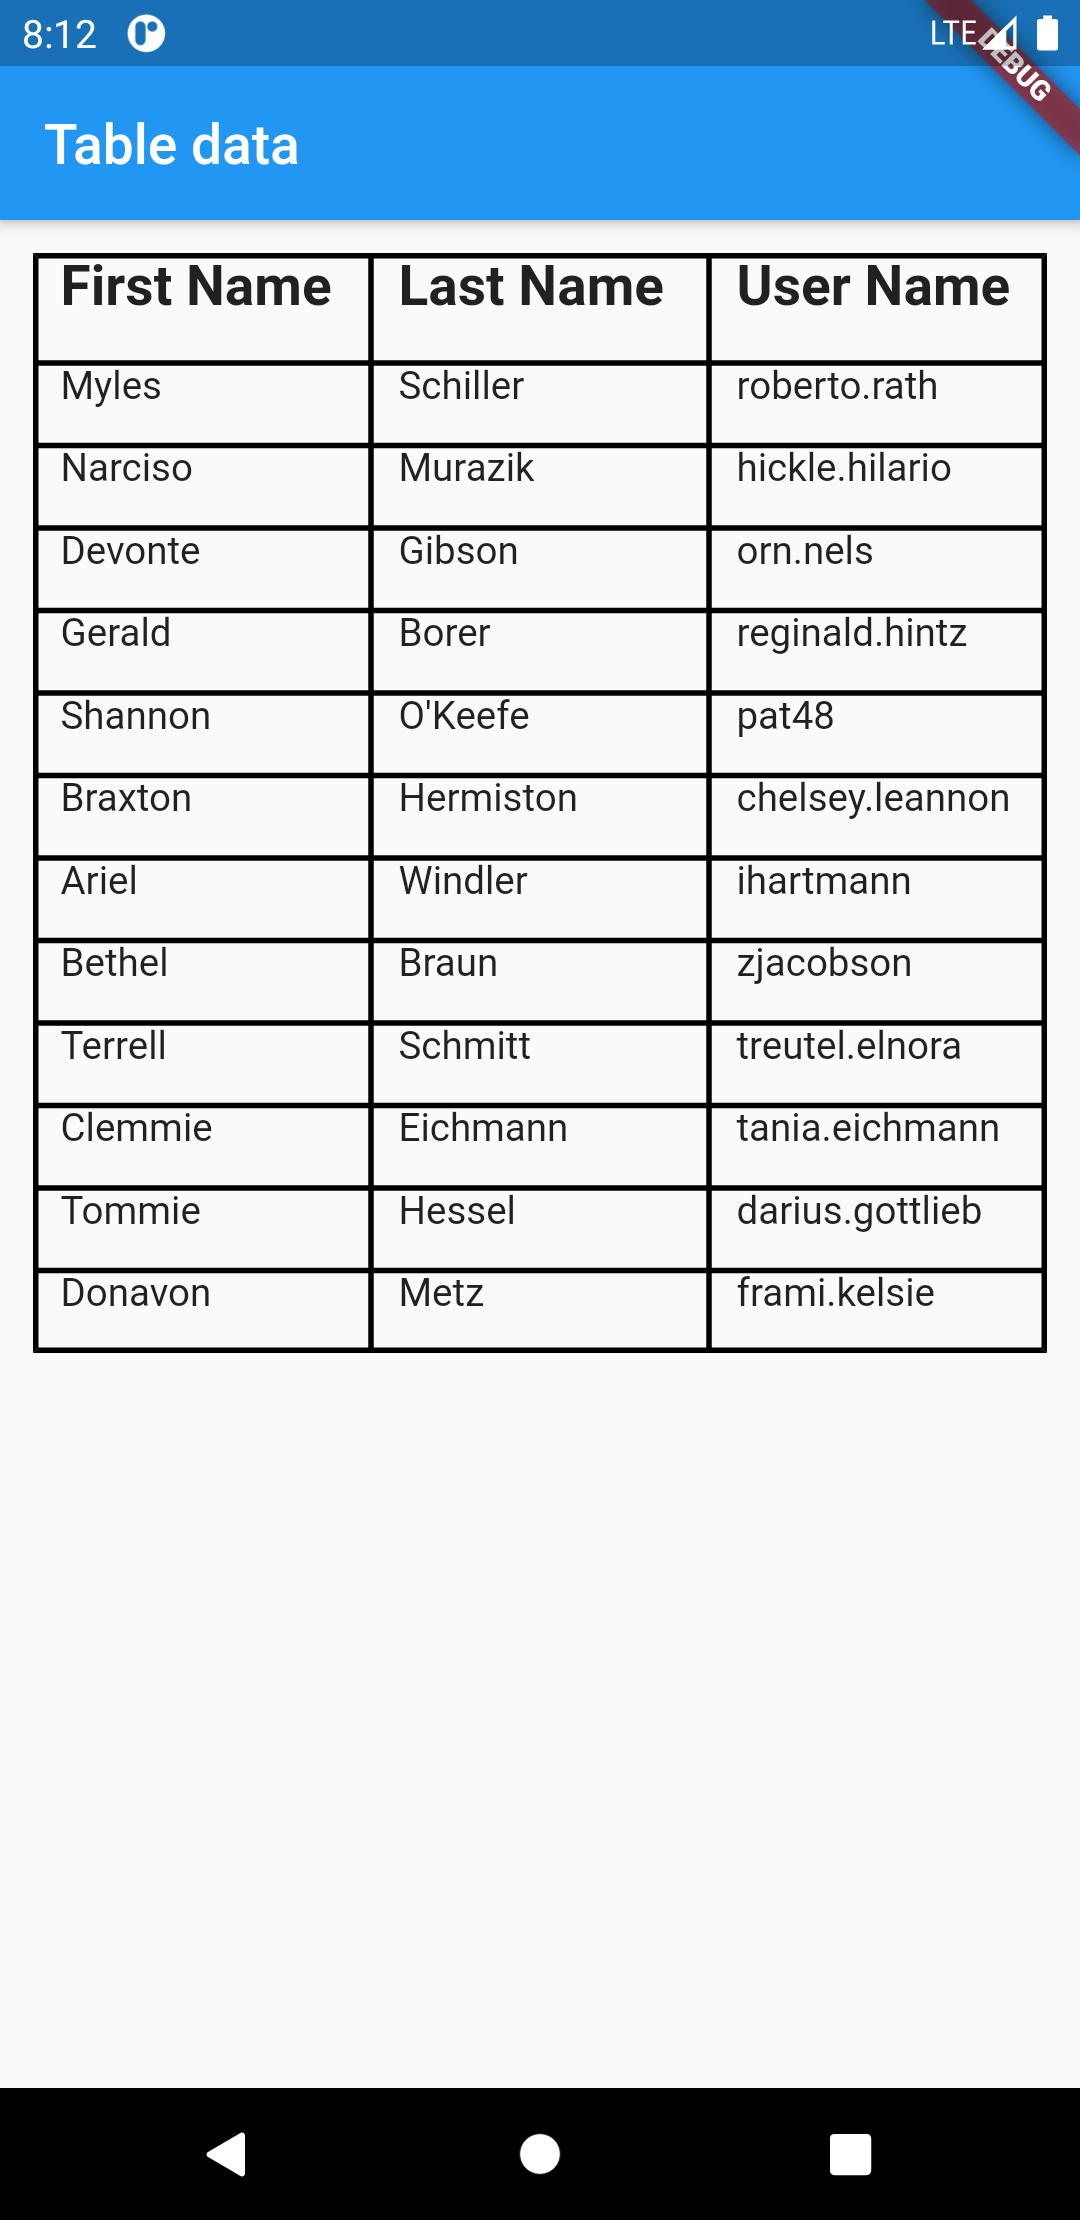 8:12 LTE
DEBUG
Table data
First Name Last Name User Name
Myles Schiller roberto.rath
Narciso Murazik hickle.hilario
Devonte Gibson orn.nels
Gerald Borer reginald.hintz
Shannon O'Keefe pat48
Braxton Hermiston chelsey.leannon
Ariel Windler ihartmann
Bethel Braun zjacobson
Terrell Schmitt treutel.elnora
Clemmie Eichmann tania.eichmann
Tommie Hessel darius.gottlieb
Donavon Metz frami.kelsie